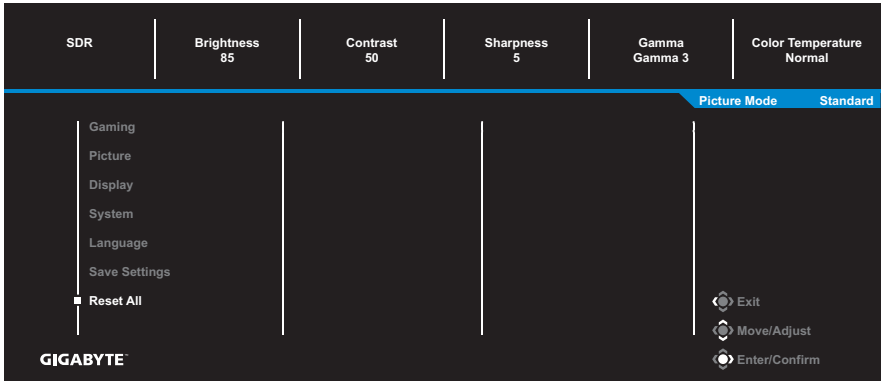 SDR
Brightness
85
Contrast
50
Sharpness
5
Gamma
Gamma 3
Color Temperature
Normal
Picture Mode Standard
Gaming
Picture
Display
System
Language
Save Settings
Reset All
Exit
Move/Adjust
Enter/Confirm
GIGABYTE™